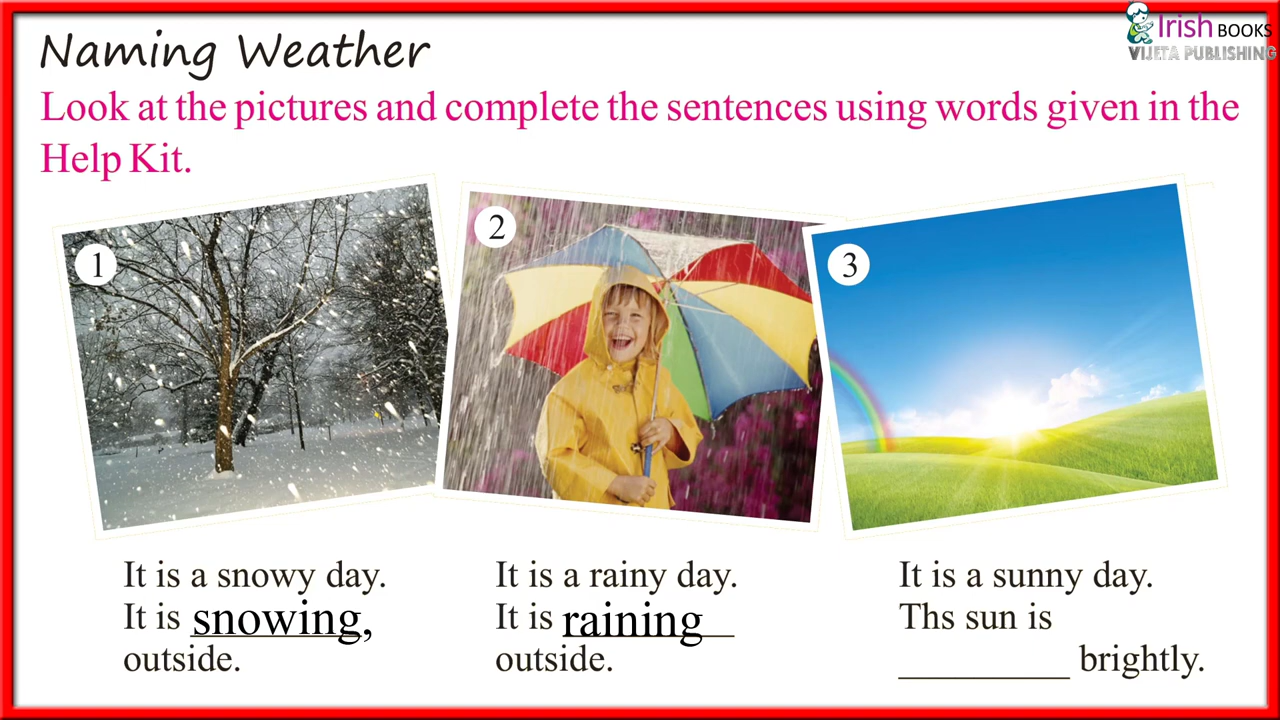 Naming Weather
Irish BOOKS
VIJETA PUBLISHING
Look at the pictures and complete the sentences using words given in the
Help Kit.
1
2
3
It is a snowy day.
It is snowing,
outside.
It is a rainy day.
It is raining
outside.
It is a sunny day.
Ths sun is
__________ brightly.